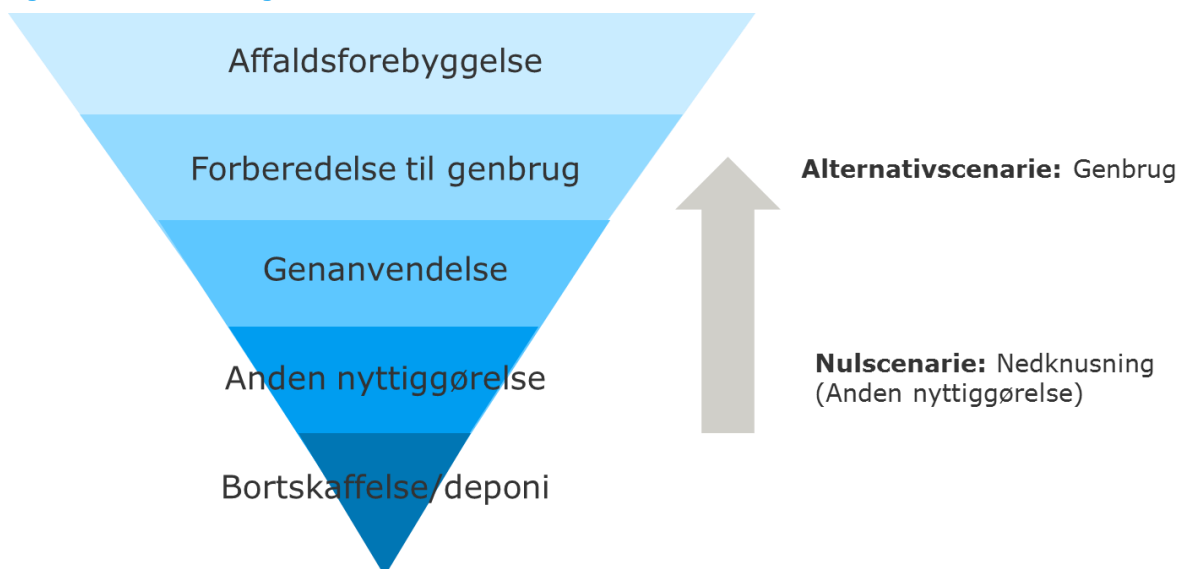 Affaldsforebyggelse
Forberedelse til genbrug
Alternativscenarie: Genbrug
Genanvendelse
Anden nyttiggørelse
Nulscenarie: Nedknusning
(Anden nyttiggørelse)
Bortskaffelse/deponi